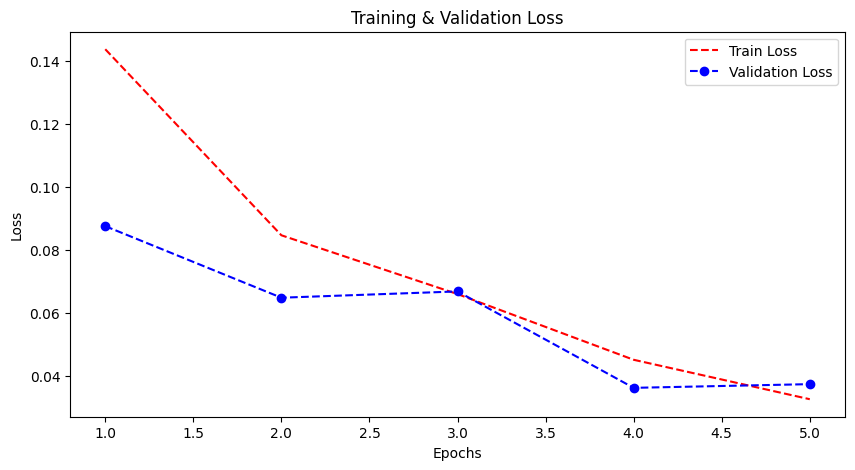 Training & Validation Loss
Train Loss
Validation Loss
0.14
0.12
0.10
0.08
0.06
0.04
Loss
1.0 1.5 2.0 2.5 3.0 3.5 4.0 4.5 5.0
Epochs